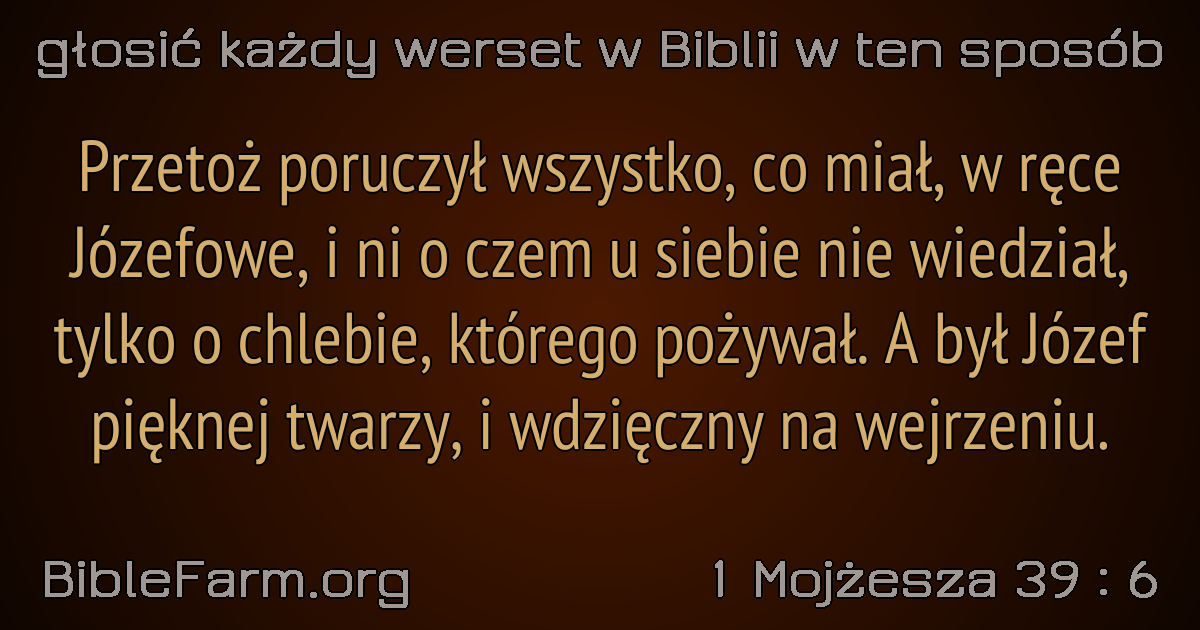 głosić każdy werset w Biblii w ten sposób
Przetoż poruczył wszystko, co miał, w ręce
Józefowe, i ni o czem u siebie nie wiedział,
tylko o chlebie, którego pożywał. A był Józef
pięknej twarzy, i wdzięczny na wejrzeniu.
BibleFarm.org
1 Mojżesza 39 : 6